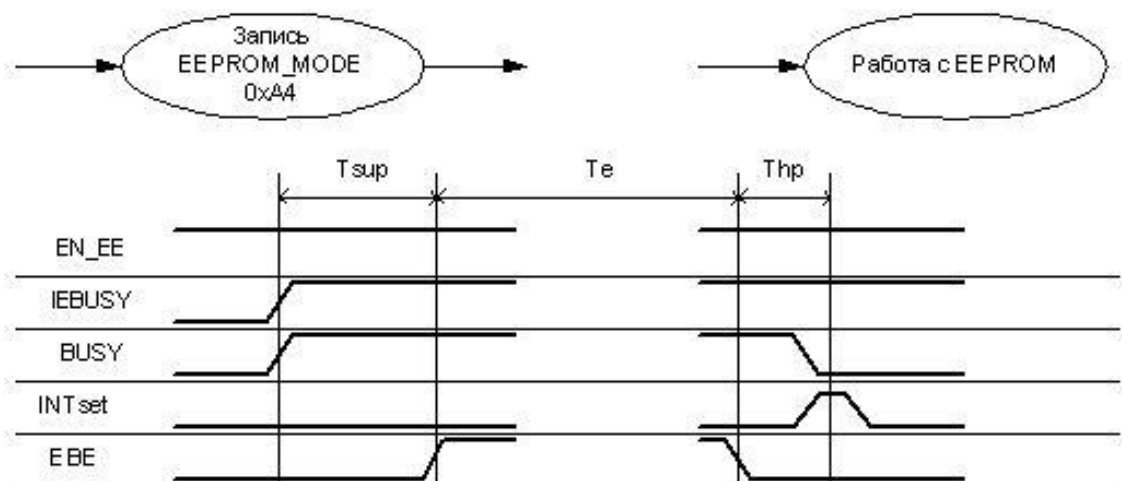 Запись
EEPROM_MODE
0xA4
Работа с EEPROM
Tsup
Te
Thp
EN_EE
IEBUSY
BUSY
INTset
EBE